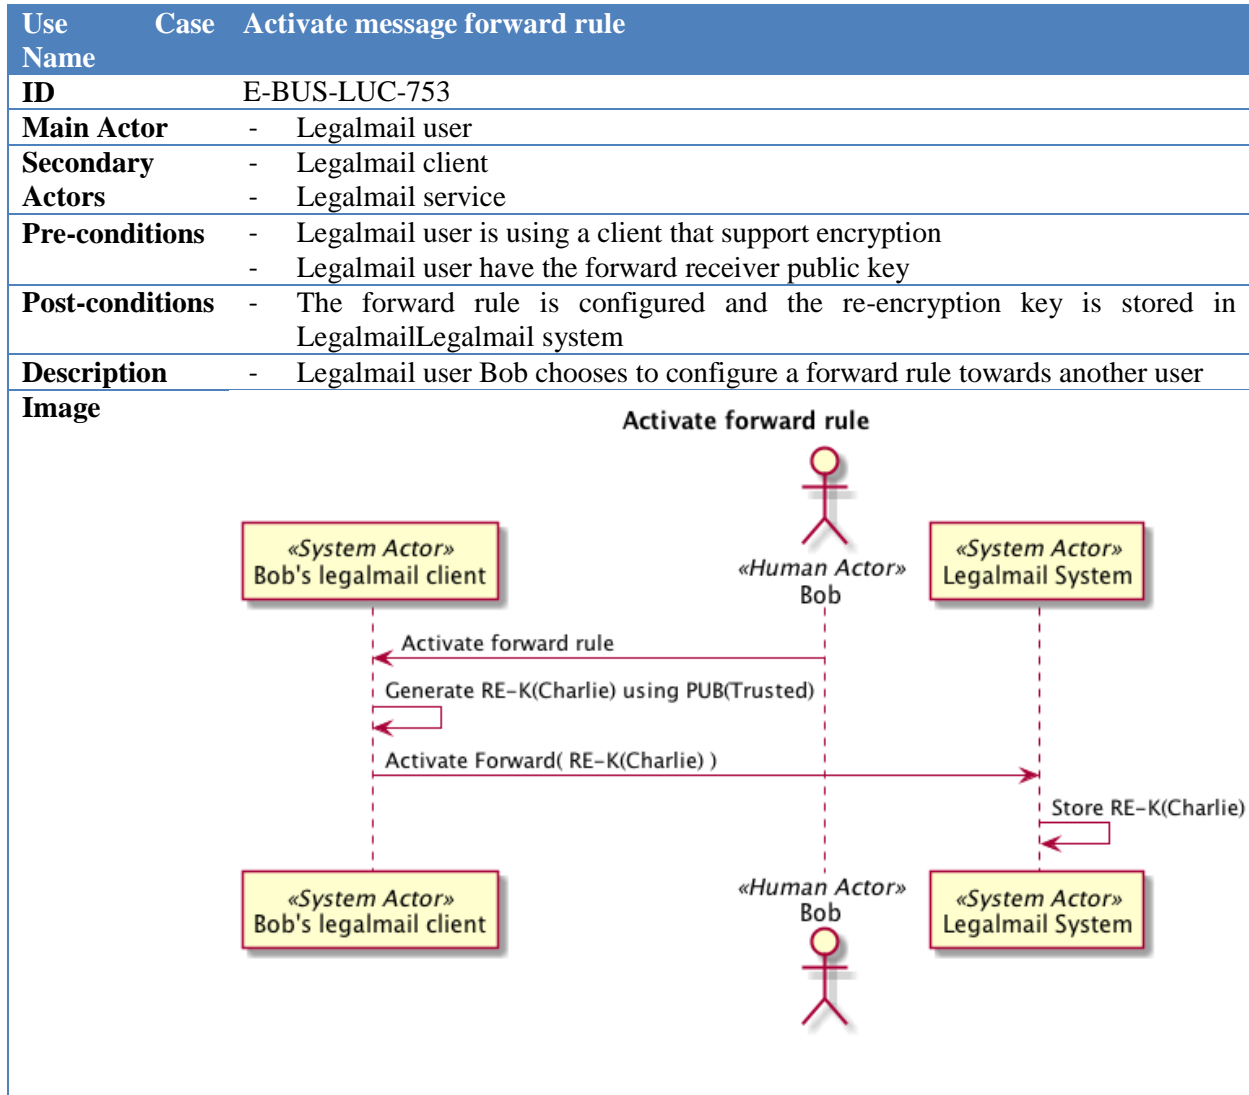 Use Case Activate message forward rule
Name
ID E-BUS-LUC-753
Main Actor - Legalmail user
Secondary - Legalmail client
Actors - Legalmail service
Pre-conditions - Legalmail user is using a client that support encryption
- Legalmail user have the forward receiver public key
Post-conditions - The forward rule is configured and the re-encryption key is stored in
LegalmailLegalmail system
Description - Legalmail user Bob chooses to configure a forward rule towards another user
Image
Activate forward rule
«System Actor»
Bob's legalmail client
«Human Actor»
Bob
«System Actor»
Legalmail System
Activate forward rule
Generate RE-K(Charlie) using PUB(Trusted)
Activate Forward( RE-K(Charlie) )
Store RE-K(Charlie)
«System Actor»
Bob's legalmail client
«Human Actor»
Bob
«System Actor»
Legalmail System